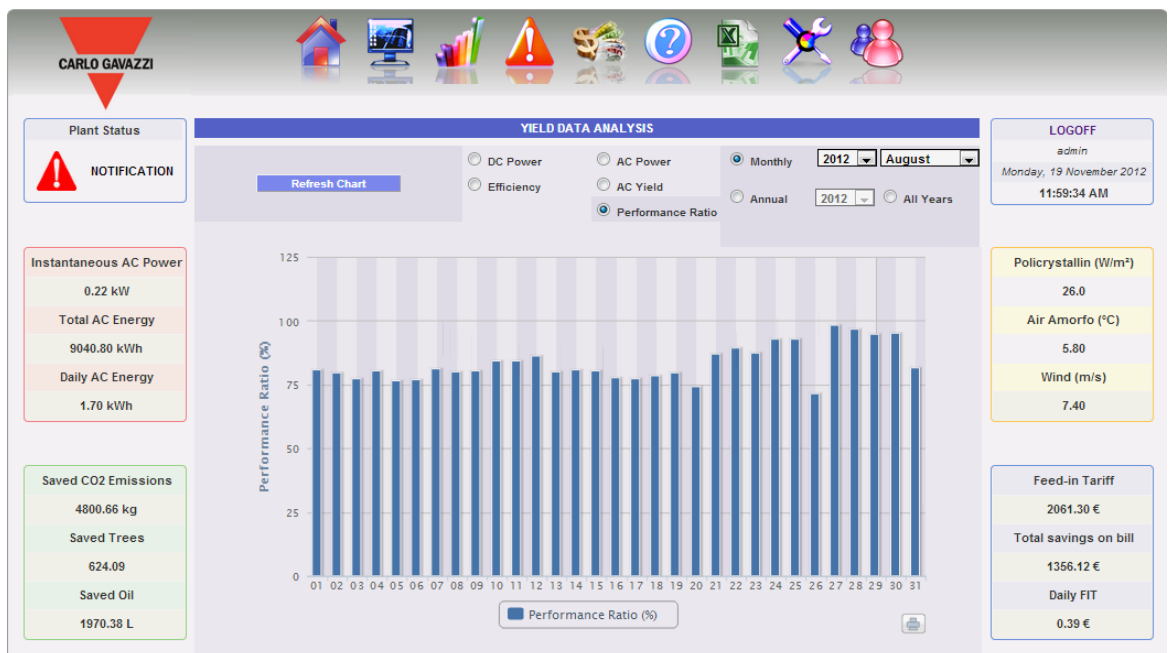 CARLO GAVAZZI
Plant Status
NOTIFICATION
Instantaneous AC Power
0.22 kW
Total AC Energy
9040.80 kWh
Daily AC Energy
1.70 kWh
Saved CO2 Emissions
4800.66 kg
Saved Trees
624.09
Saved Oil
1970.38 L
YIELD DATA ANALYSIS
Refresh Chart
DC Power
AC Power
Efficiency
AC Yield
Performance Ratio
Monthly
2012
August
Annual
2012
All Years
Performance Ratio (%)
125
100
75
50
25
0
01 02 03 04 05 06 07 08 09 10 11 12 13 14 15 16 17 18 19 20 21 22 23 24 25 26 27 28 29 30 31
Performance Ratio (%)
LOGOFF
admin
Monday, 19 November 2012
11:59:34 AM
Policrystallin (W/m²)
26.0
Air Amorfo (ºC)
5.80
Wind (m/s)
7.40
Feed-in Tariff
2061.30 €
Total savings on bill
1356.12 €
Daily FIT
0.39 €